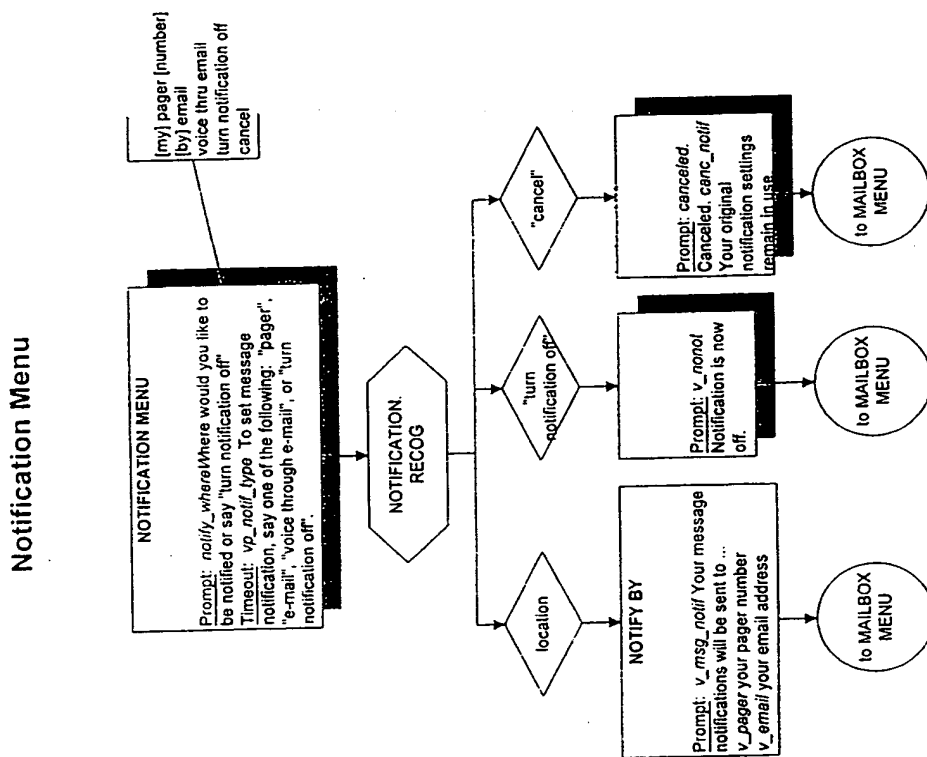 Notification Menu
[my] pager [number]
[by] email
voice thru email
turn notification off
cancel
NOTIFICATION MENU
Prompt: notify_whereWhere would you like to
be notified or say "turn notification off"
Timeout: vp_notif_type To set message
notification, say one of the following: "pager",
"e-mail", "voice through e-mail", or "turn
notification off".
NOTIFICATION.
RECOG
location
"turn
notification off"
"cancel"
NOTIFY BY
Prompt: v_msg_notif Your message
notifications will be sent to ...
v_pager your pager number
v_email your email address
Prompt: v_nonot
Notification is now
off.
Prompt: canceled.
Canceled. canc_notif
Your original
notification settings
remain in use
to MAILBOX
MENU
to MAILBOX
MENU
to MAILBOX
MENU